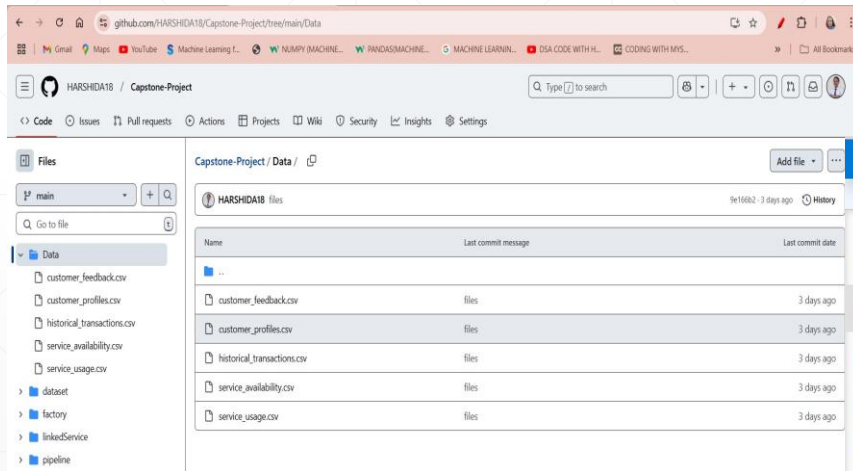 github.com/HARSHIDA18/Capstone-Project/tree/main/Data
Gmail Maps YouTube Machine Learning f... W NUMPY (MACHINE... W PANDAS(MACHINE... MACHINE LEARNIN... DSA CODE WITH H... CODING WITH MYS... » All Bookmark
HARSHIDA18 / Capstone-Project
Type / to search
<> Code Issues Pull requests Actions Projects Wiki Security Insights Settings
Files
main
Go to file t
Data
customer_feedback.csv
customer_profiles.csv
historical_transactions.csv
service_availability.csv
service_usage.csv
dataset
factory
linkedService
pipeline
Capstone-Project / Data /
Add file
HARSHIDA18 files
9e166b2 · 3 days ago History
Name Last commit message Last commit date
..
customer_feedback.csv files 3 days ago
customer_profiles.csv files 3 days ago
historical_transactions.csv files 3 days ago
service_availability.csv files 3 days ago
service_usage.csv files 3 days ago